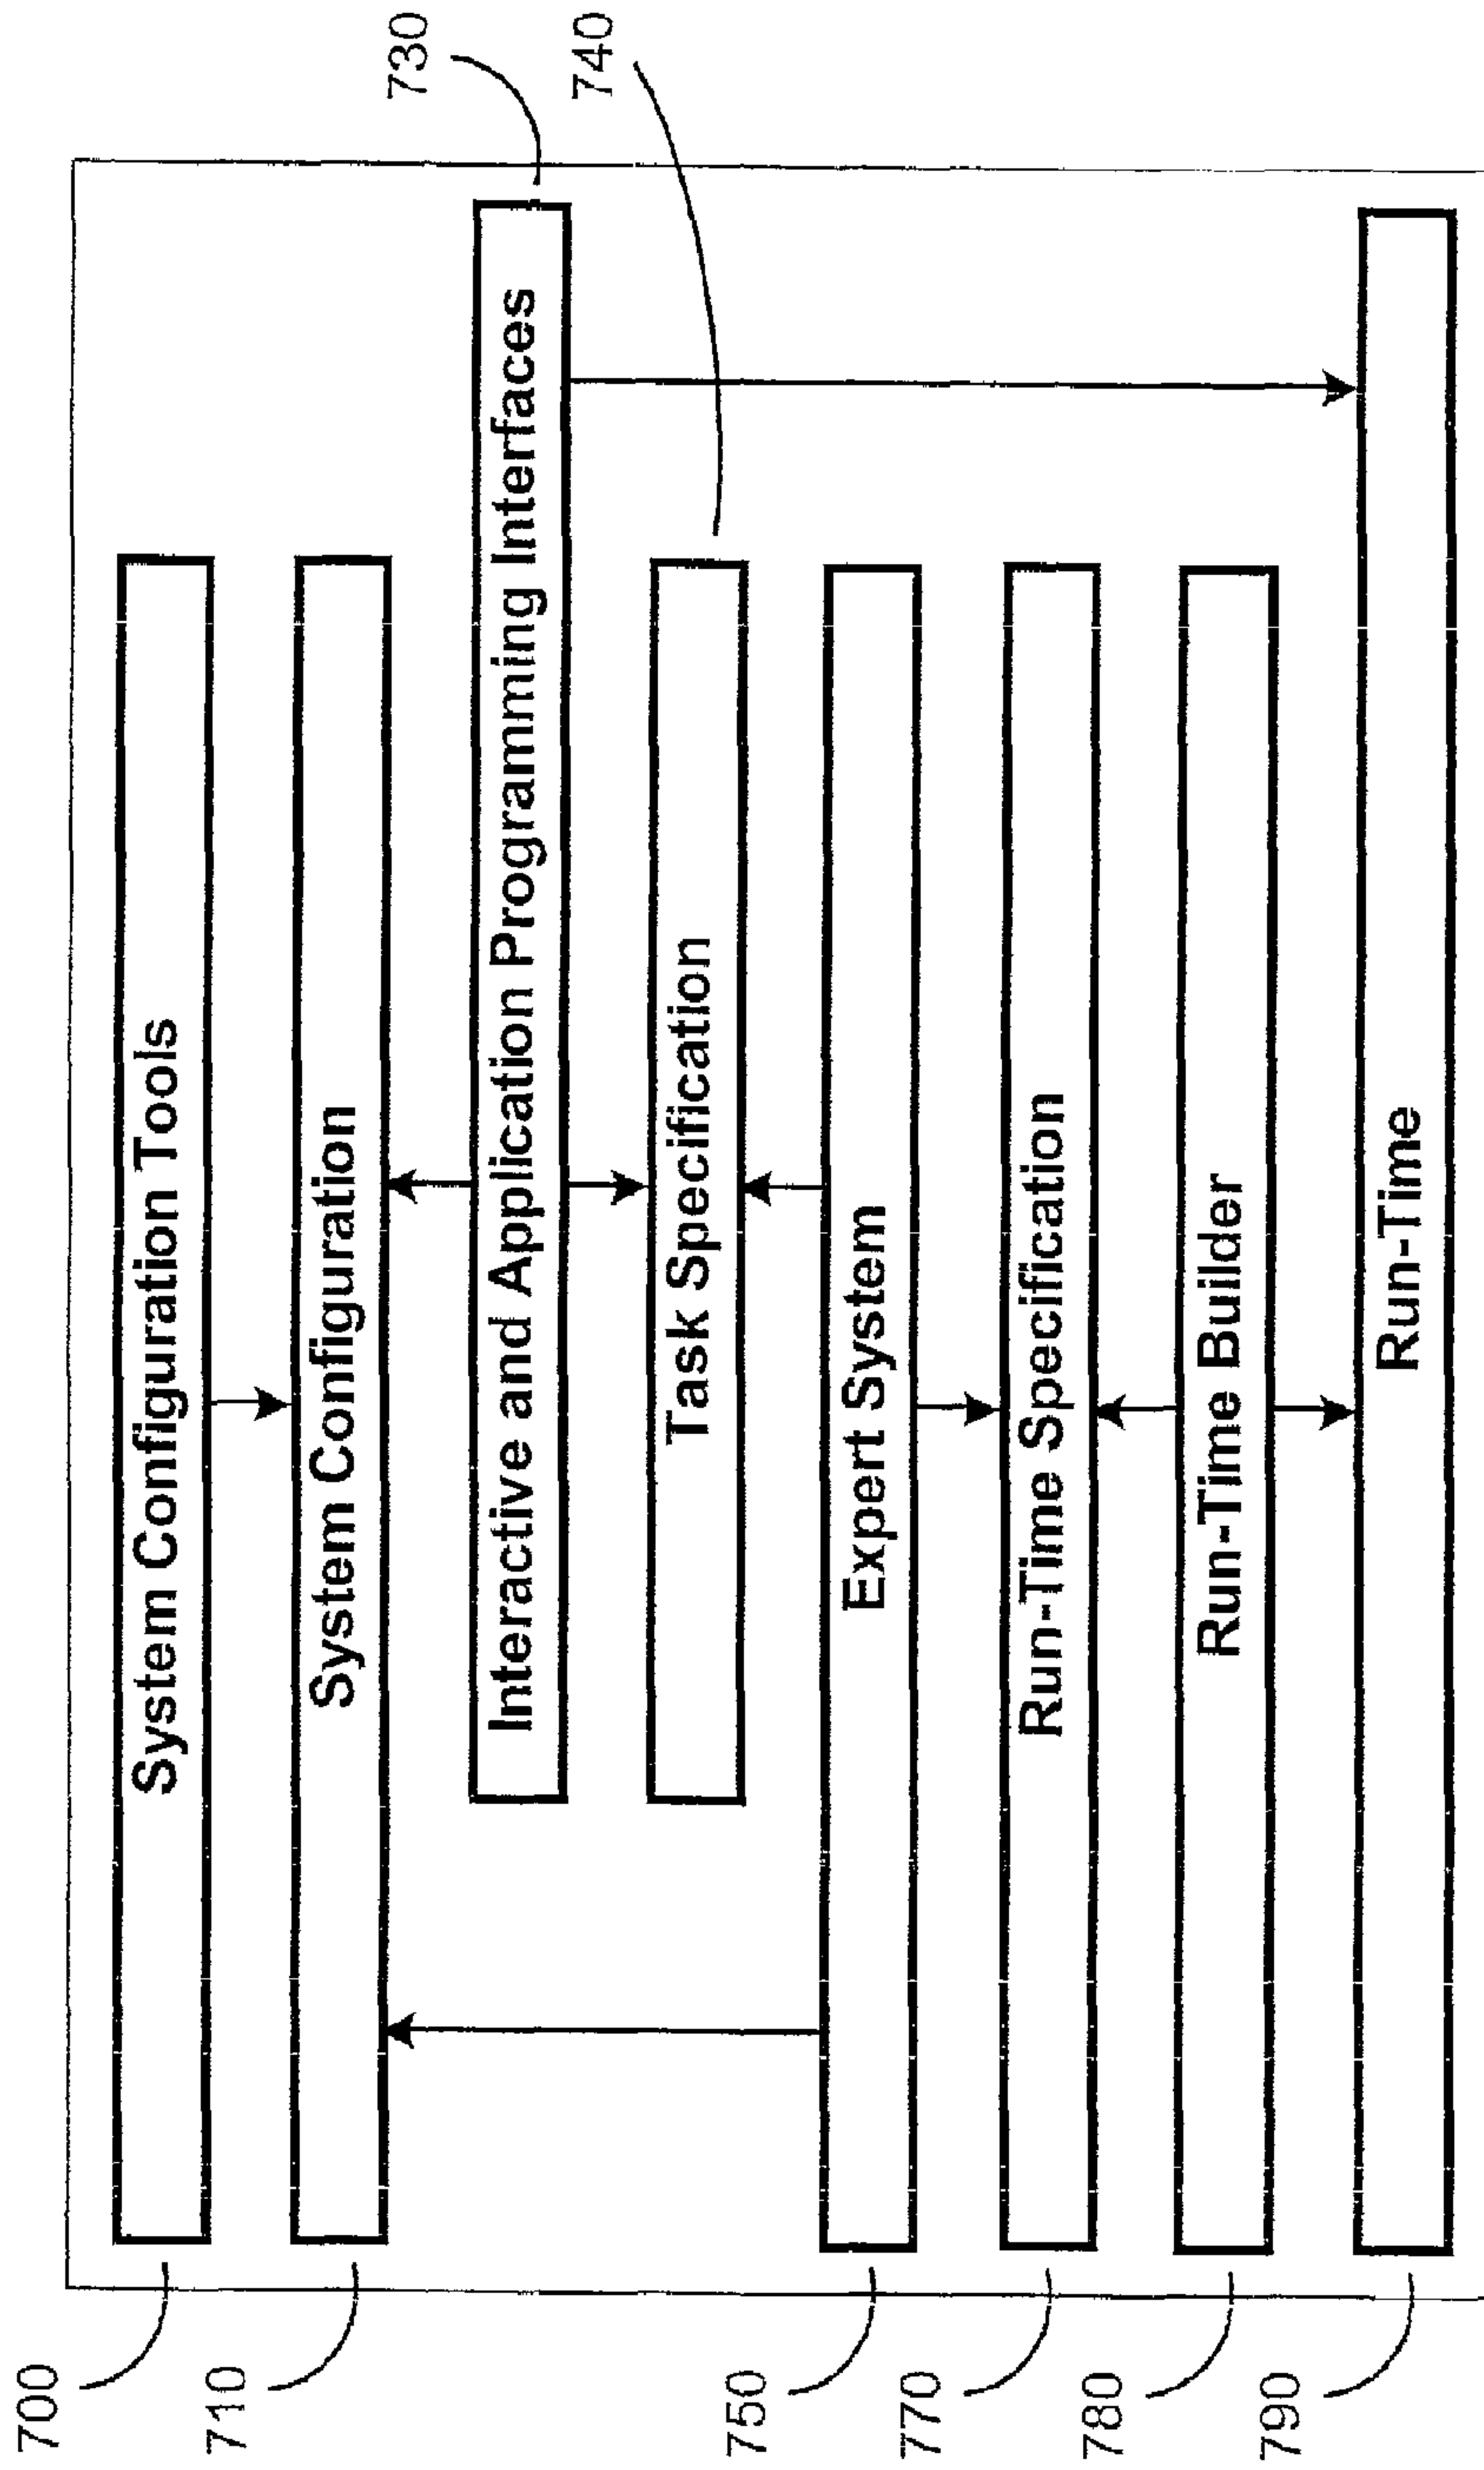 700
System Configuration Tools
710
System Configuration
730
Interactive and Application Programming Interfaces
740
Task Specification
750
Expert System
770
Run-Time Specification
780
Run-Time Builder
790
Run-Time